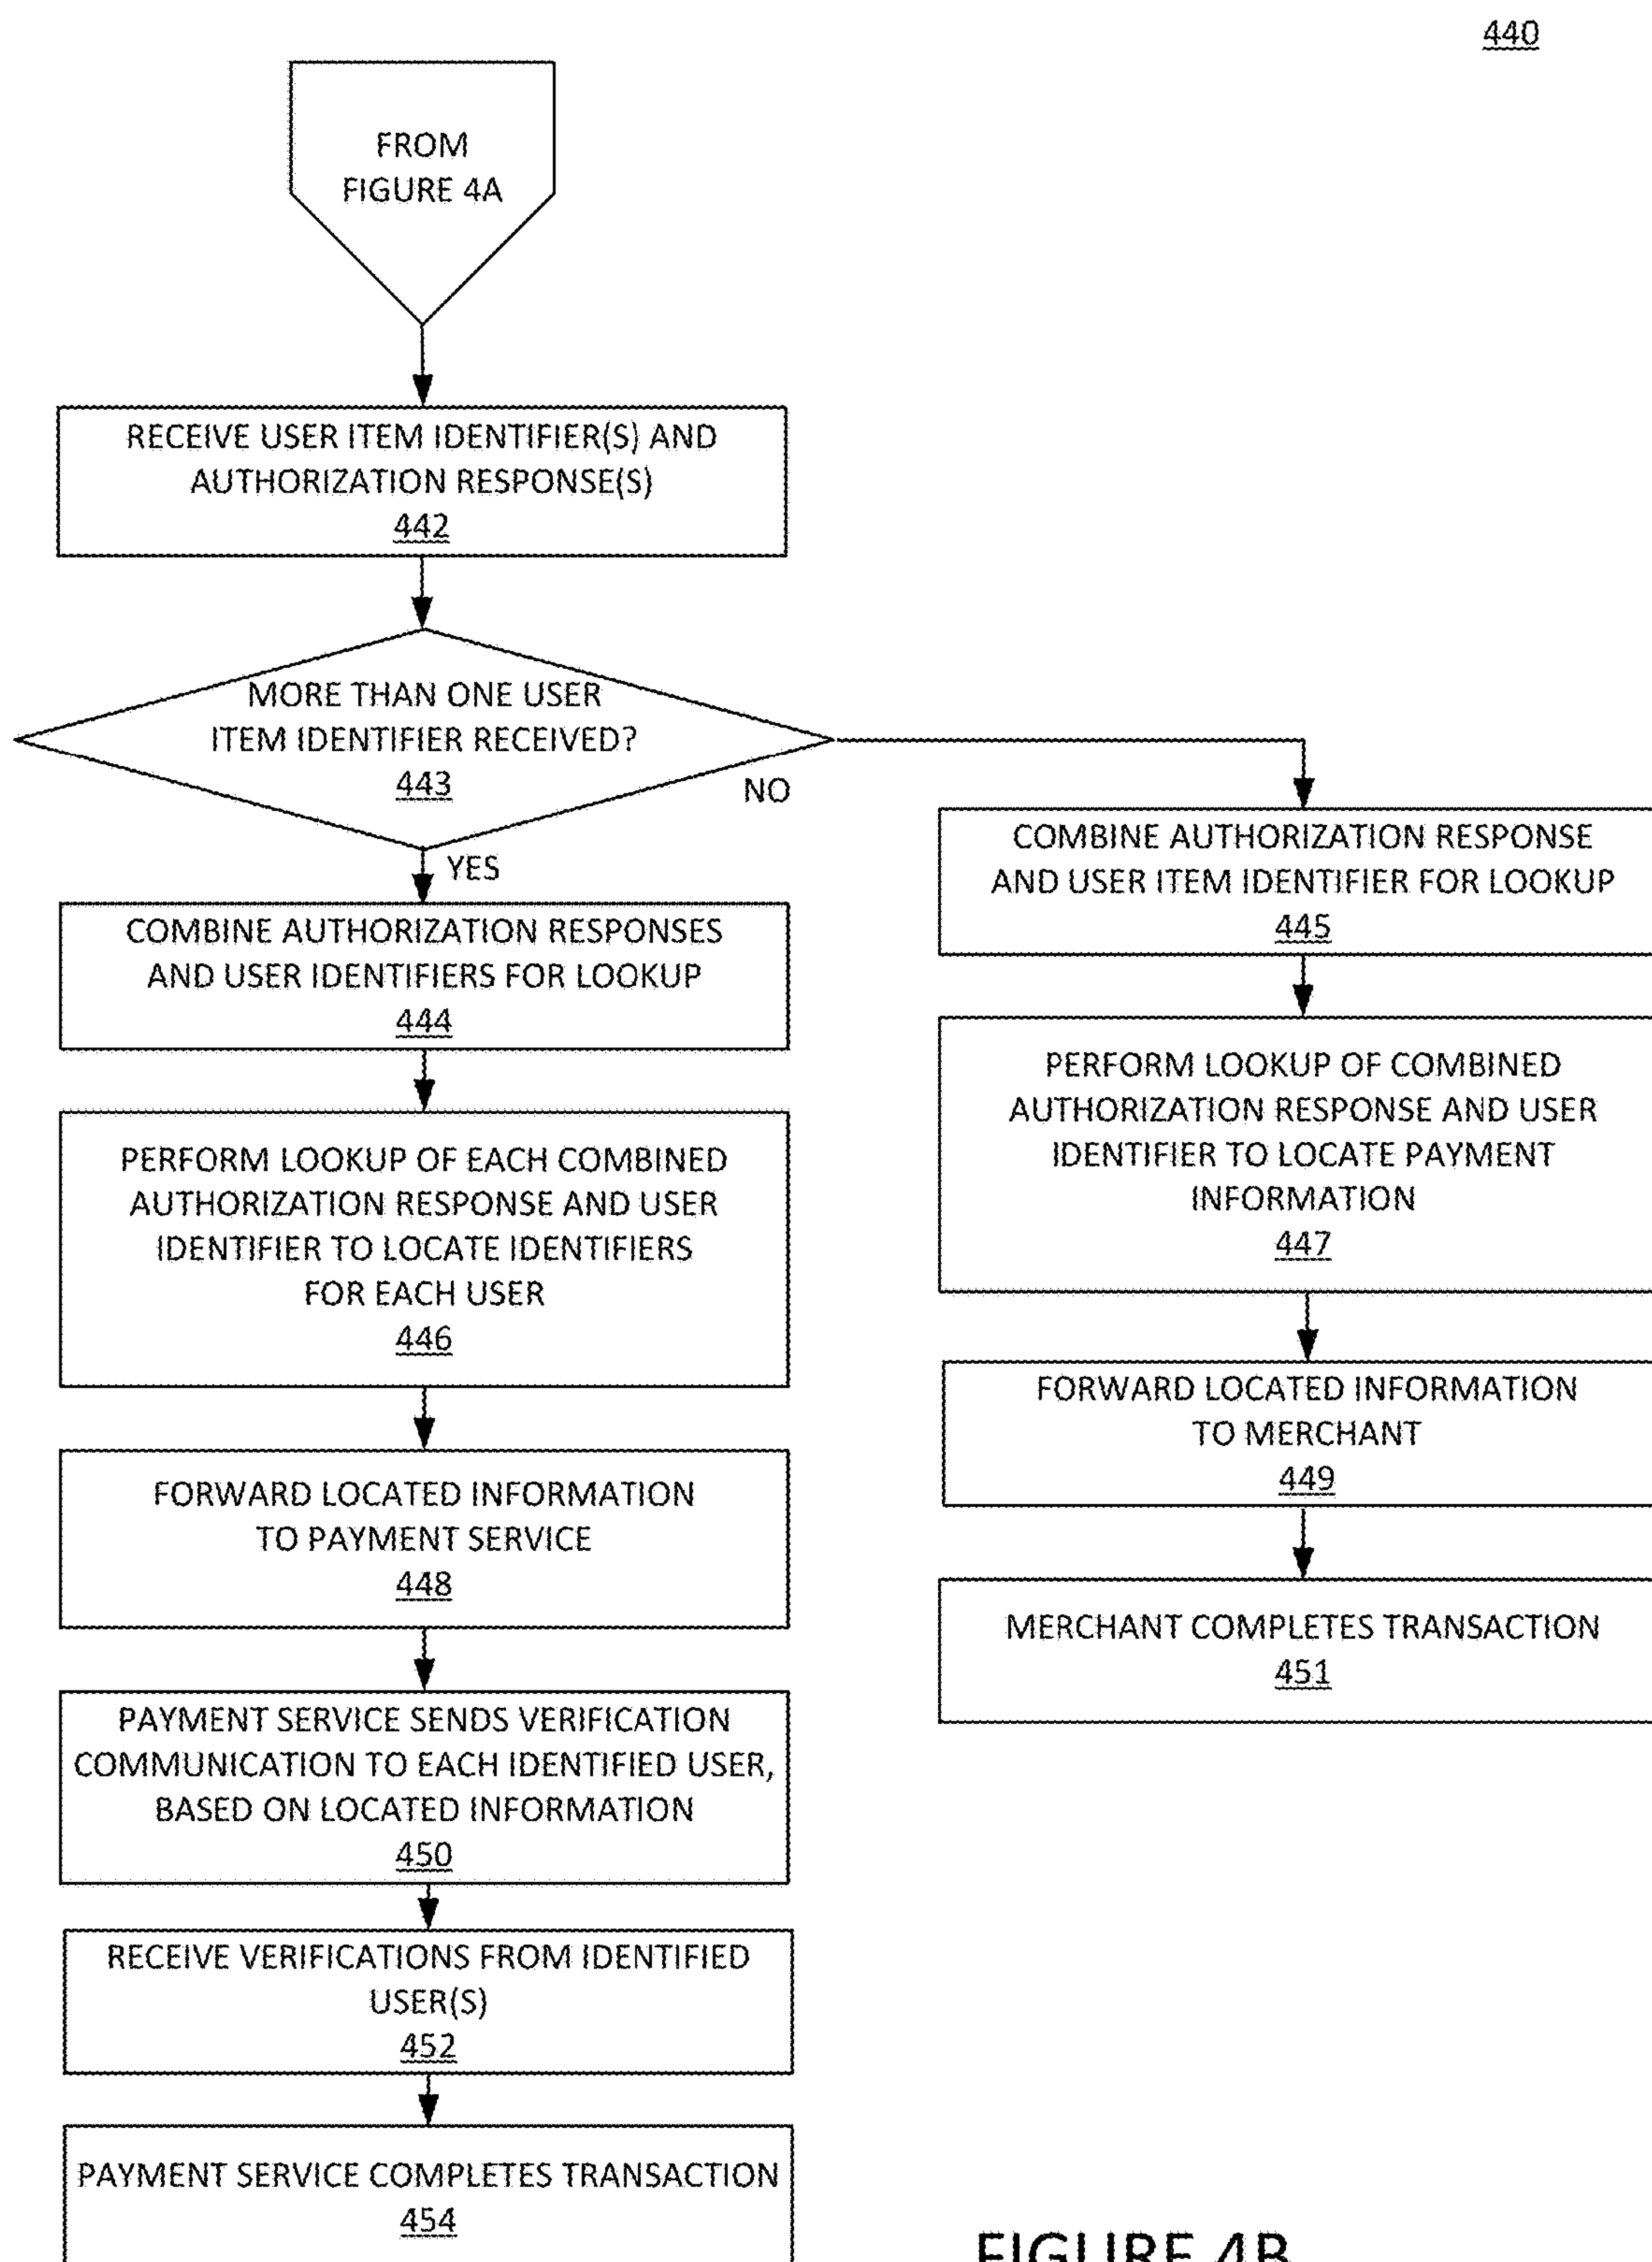 440
FROM
FIGURE 4A
RECEIVE USER ITEM IDENTIFIER(S) AND
AUTHORIZATION RESPONSE(S)
442
MORE THAN ONE USER
ITEM IDENTIFIER RECEIVED?
443
NO
YES
COMBINE AUTHORIZATION RESPONSES
AND USER IDENTIFIERS FOR LOOKUP
444
PERFORM LOOKUP OF EACH COMBINED
AUTHORIZATION RESPONSE AND USER
IDENTIFIER TO LOCATE IDENTIFIERS
FOR EACH USER
446
FORWARD LOCATED INFORMATION
TO PAYMENT SERVICE
448
PAYMENT SERVICE SENDS VERIFICATION
COMMUNICATION TO EACH IDENTIFIED USER,
BASED ON LOCATED INFORMATION
450
RECEIVE VERIFICATIONS FROM IDENTIFIED
USER(S)
452
PAYMENT SERVICE COMPLETES TRANSACTION
454
COMBINE AUTHORIZATION RESPONSE
AND USER ITEM IDENTIFIER FOR LOOKUP
445
PERFORM LOOKUP OF COMBINED
AUTHORIZATION RESPONSE AND USER
IDENTIFIER TO LOCATE PAYMENT
INFORMATION
447
FORWARD LOCATED INFORMATION
TO MERCHANT
449
MERCHANT COMPLETES TRANSACTION
451
FIGURE 4B